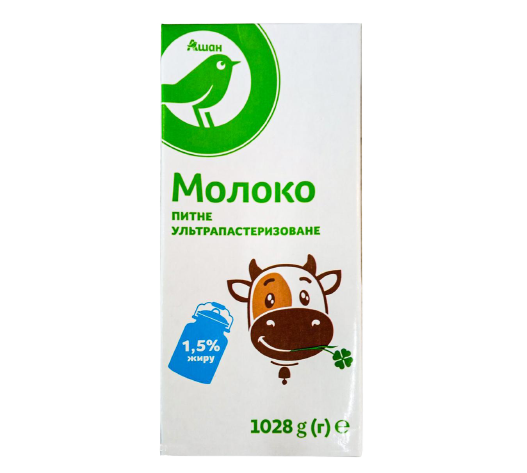 Ашан
Молоко
ПИТНЕ
УЛЬТРАПАСТЕРИЗОВАНЕ
1,5%
жиру
1028 g (г) ℮